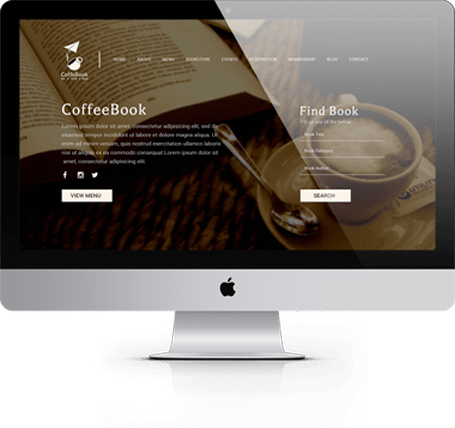 HOME ABOUT MENU BOOKSTORE EVENTS RESERVATION MEMBERSHIP BLOG CONTACT
CoffeBook
CoffeeBook
Lorem ipsum dolor sit amet, consectetur adipisicing elit, sed do
eiusmod tempor incididunt ut labore et dolore magna aliqua. Ut
enim ad minim veniam, quis nostrud exercitation ullamco laboris
nisi ut aliquip ex ea commodo consequat.Lorem ipsum dolor sit
amet, consectetur adipisicing elit
VIEW MENU
Find Book
Fill up any of the below
Book Title
Book Category
Book Author
SEARCH